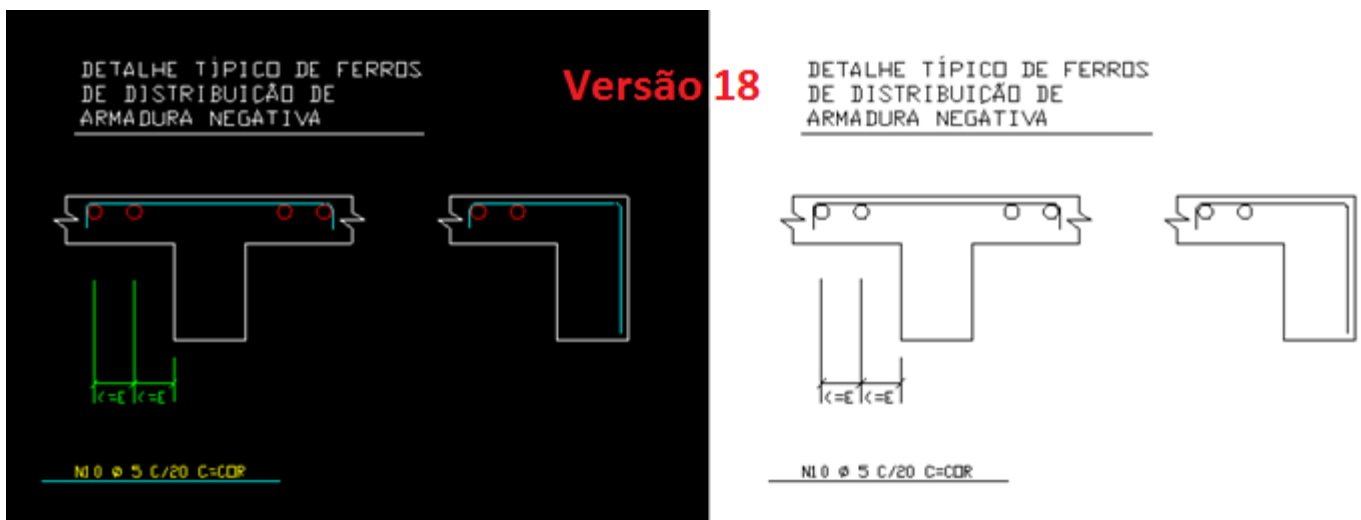 DETALHE TÍPICO DE FERROS
DE DISTRIBUIÇÃO DE
ARMADURA NEGATIVA
Versão 18
DETALHE TÍPICO DE FERROS
DE DISTRIBUIÇÃO DE
ARMADURA NEGATIVA
<=E <=E
<=E <=E
N10 ø 5 C/20 C=COR
N10 ø 5 C/20 C=COR